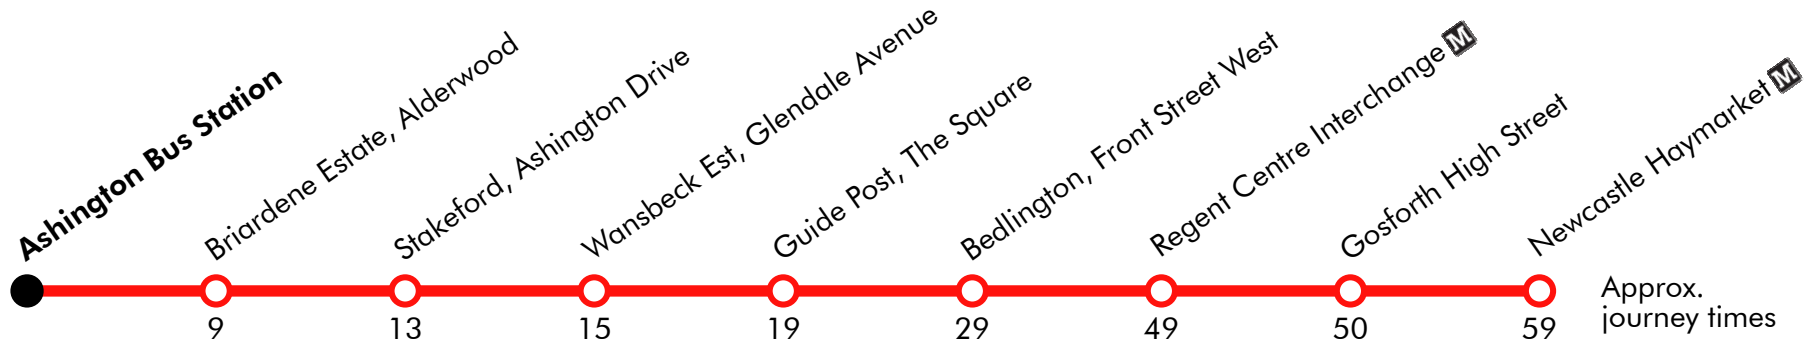 Ashington Bus Station
Briardene Estate, Alderwood
Stakeford, Ashington Drive
Wansbeck Est, Glendale Avenue
Guide Post, The Square
Bedlington, Front Street West
Regent Centre Interchange M
Gosforth High Street
Newcastle Haymarket M
9 13 15 19 29 49 50 59
Approx.
journey times